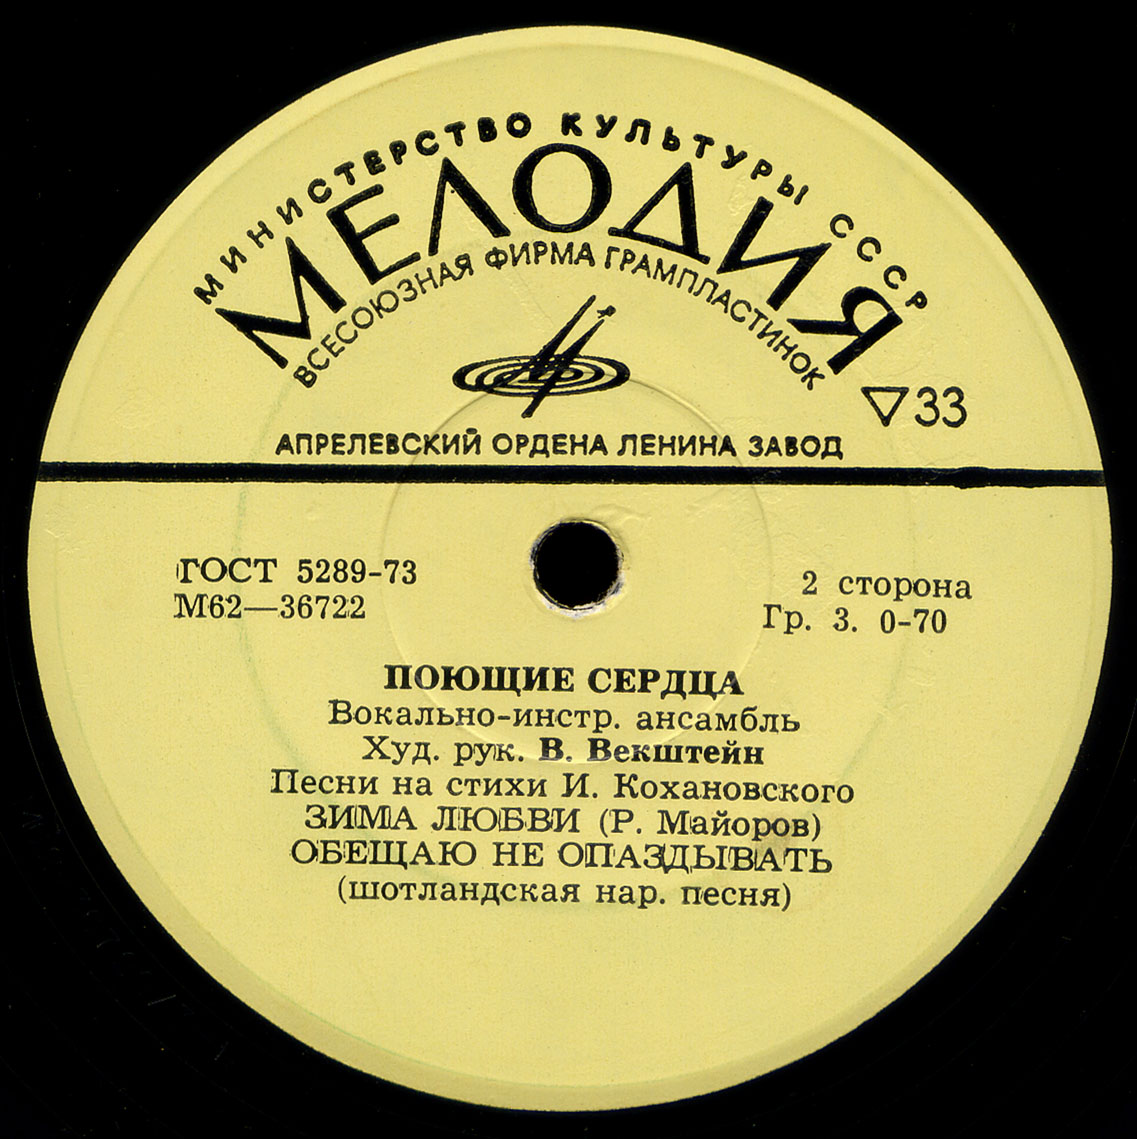 МИНИСТЕРСТВО КУЛЬТУРЫ СССР
МЕЛОДИЯ
ВСЕСОЮЗНАЯ ФИРМА ГРАМПЛАСТИНОК
▽33
АПРЕЛЕВСКИЙ ОРДЕНА ЛЕНИНА ЗАВОД
ГОСТ 5289-73
М62—36722
2 сторона
Гр. 3. 0-70
ПОЮЩИЕ СЕРДЦА
Вокально-инстр. ансамбль
Худ. рук. В. Векштейн
Песни на стихи И. Кохановского
ЗИМА ЛЮБВИ (Р. Майоров)
ОБЕЩАЮ НЕ ОПАЗДЫВАТЬ
(шотландская нар. песня)